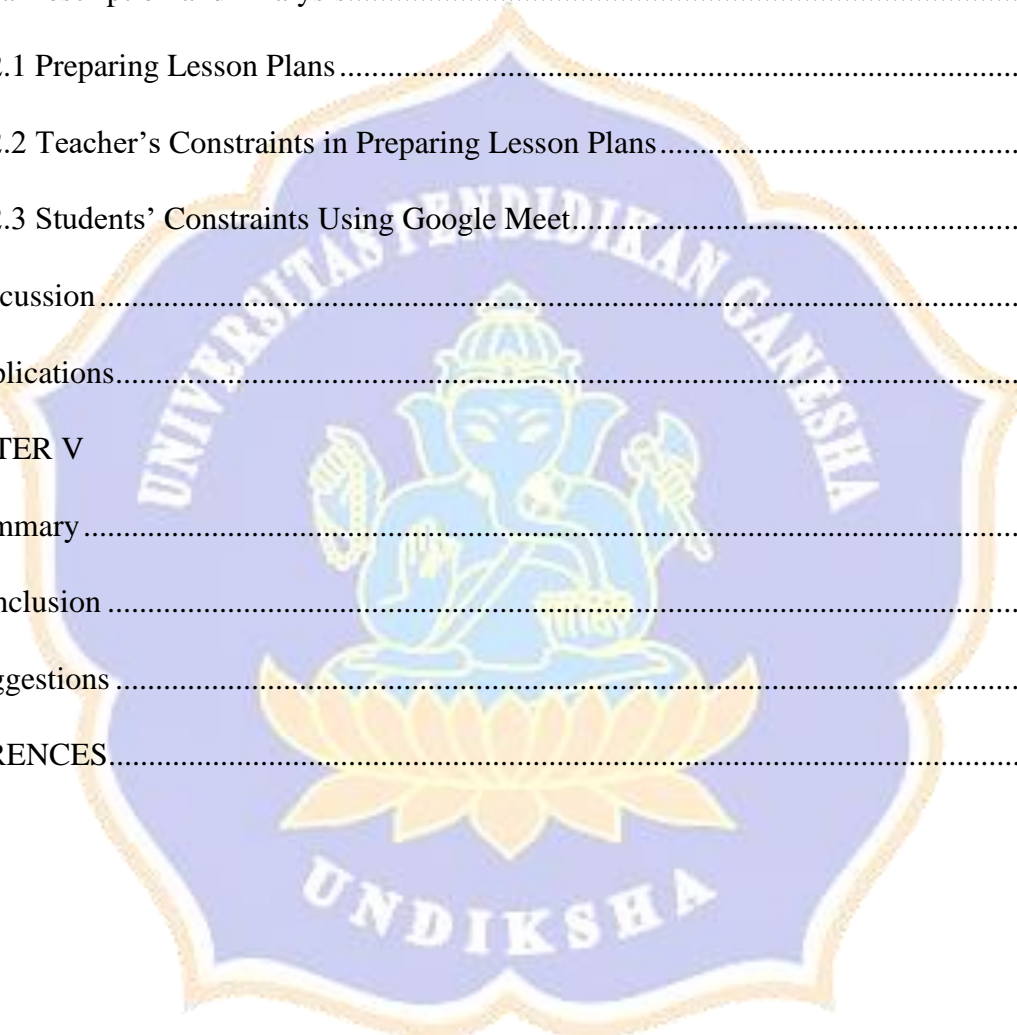 .2.1 Preparing Lesson Plans
.2.2 Teacher’s Constraints in Preparing Lesson Plans
.2.3 Students’ Constraints Using Google Meet
cussion
plications
TER V
mmary
nclusion
ggestions
RENCES
UNIVERSITAS PENDIDIKAN GANESHA
UNDIKSHA